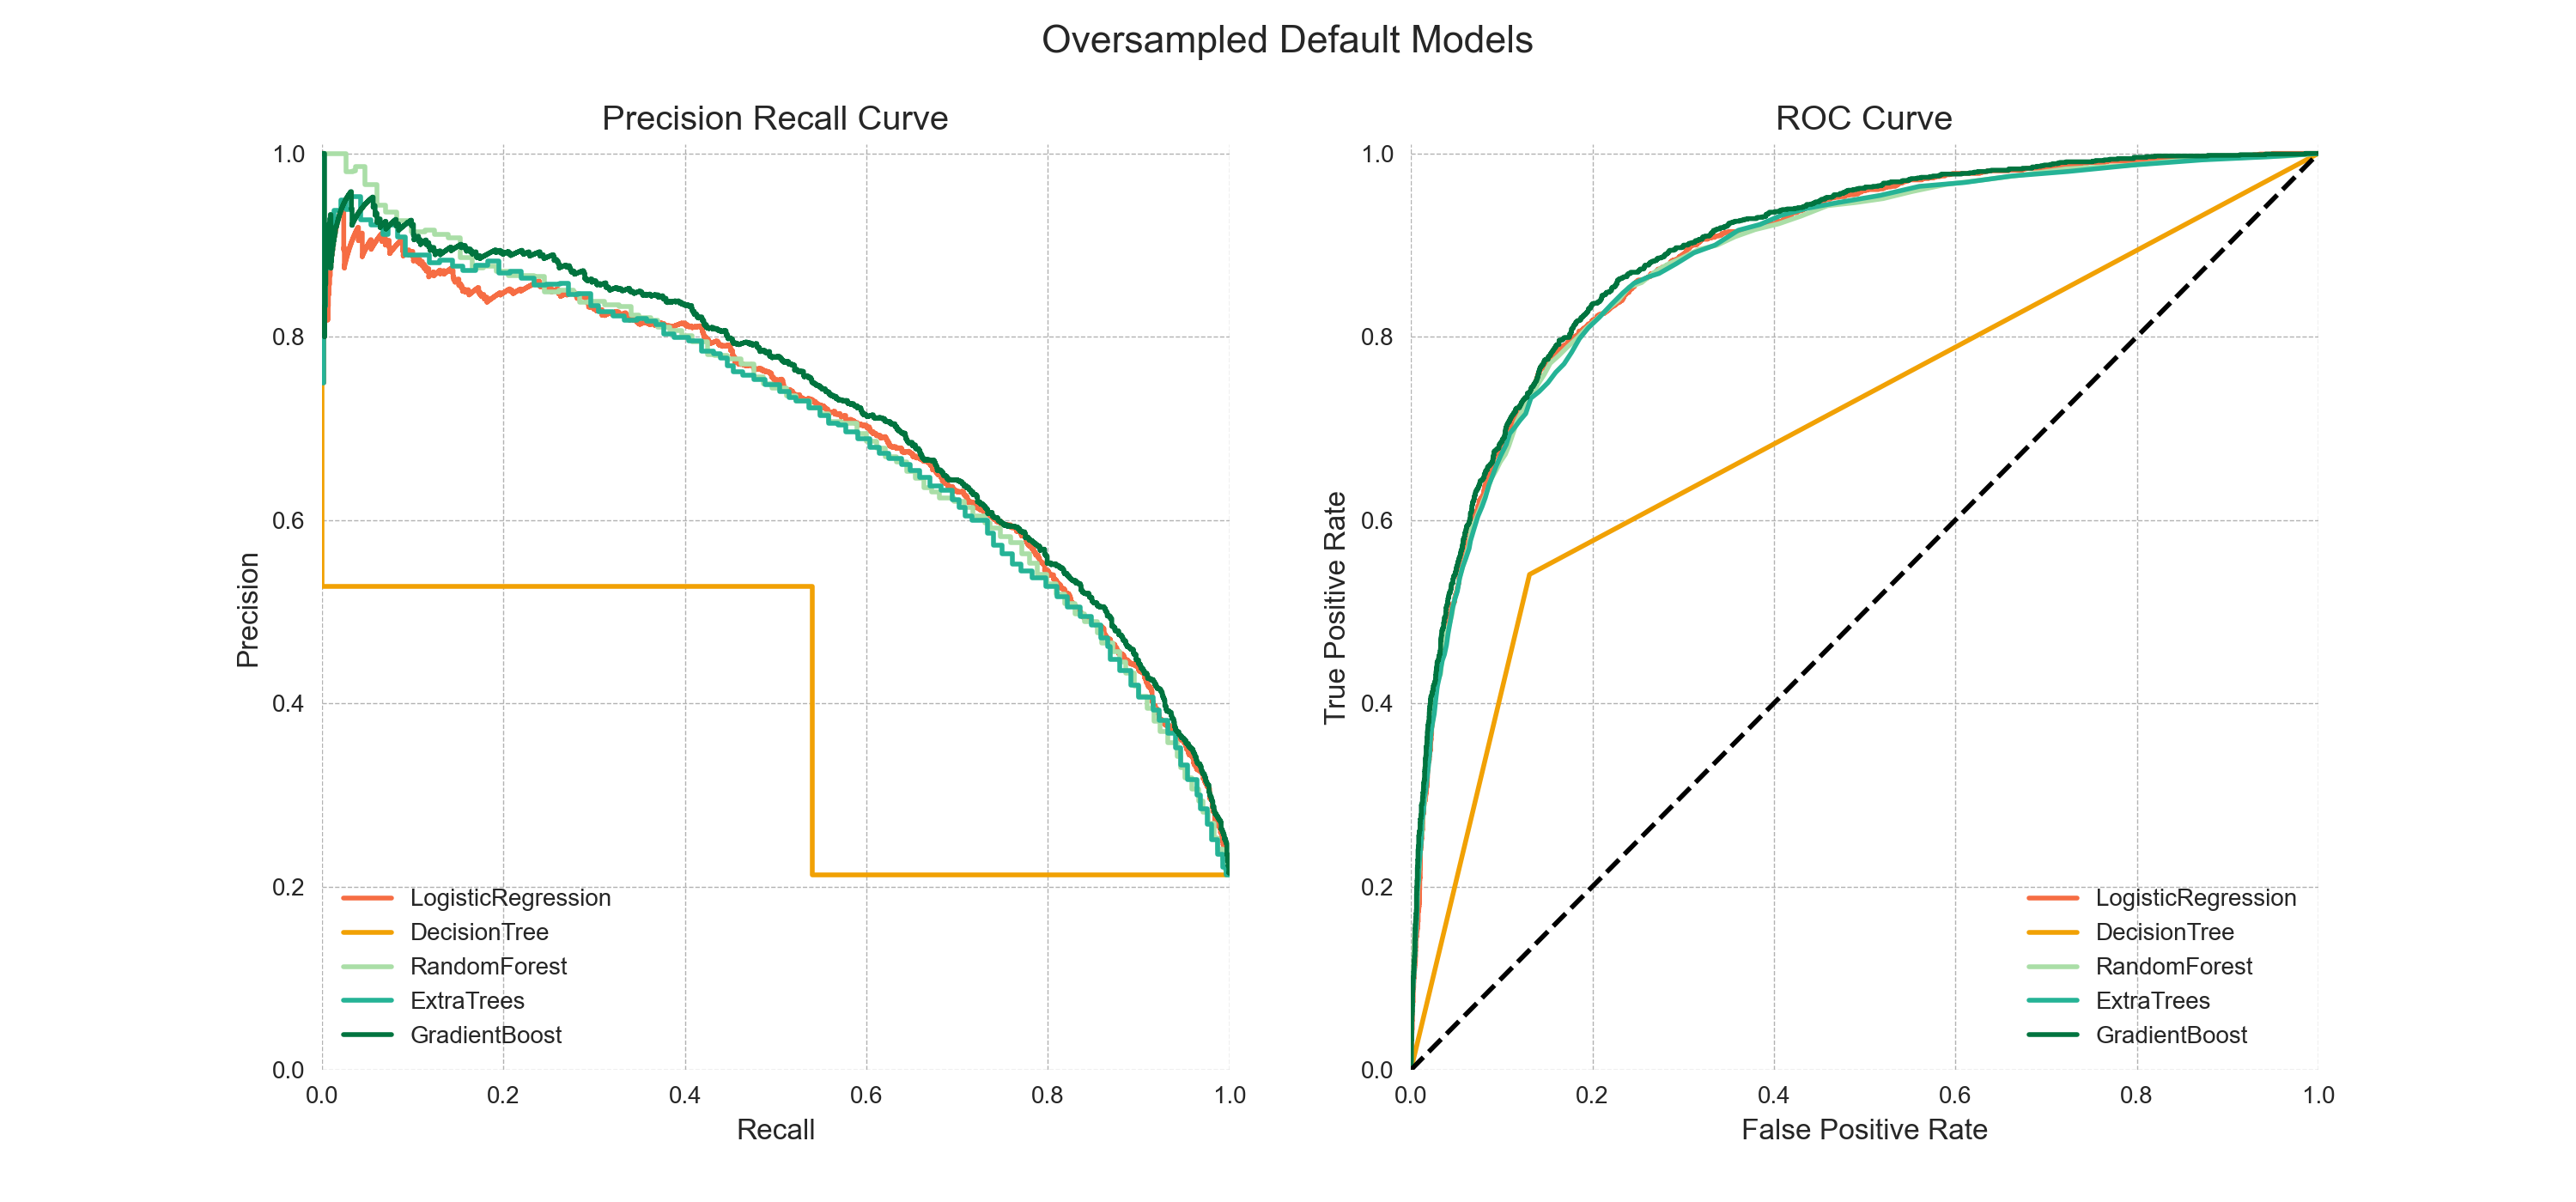 Oversampled Default Models
Precision Recall Curve
1.0
0.8
0.6
0.4
0.2
0.0
Precision
LogisticRegression
DecisionTree
RandomForest
ExtraTrees
GradientBoost
0.0 0.2 0.4 0.6 0.8 1.0
Recall
ROC Curve
1.0
0.8
0.6
0.4
0.2
0.0
True Positive Rate
LogisticRegression
DecisionTree
RandomForest
ExtraTrees
GradientBoost
0.0 0.2 0.4 0.6 0.8 1.0
False Positive Rate